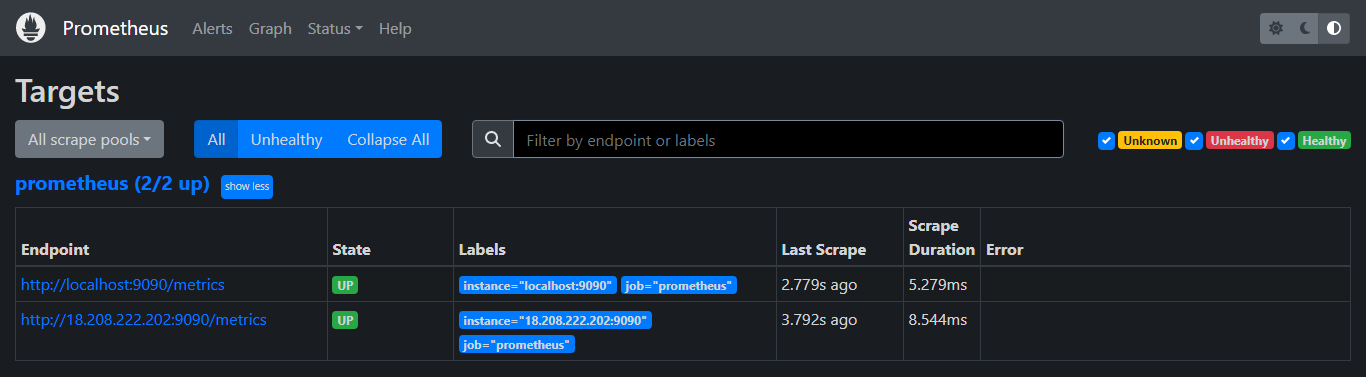 Prometheus Alerts Graph Status Help
Targets
All scrape pools All Unhealthy Collapse All Filter by endpoint or labels Unknown Unhealthy Healthy
prometheus (2/2 up) show less
Endpoint State Labels Last Scrape Scrape Duration Error
http://localhost:9090/metrics UP instance="localhost:9090" job="prometheus" 2.779s ago 5.279ms
http://18.208.222.202:9090/metrics UP instance="18.208.222.202:9090" 3.792s ago 8.544ms
job="prometheus"